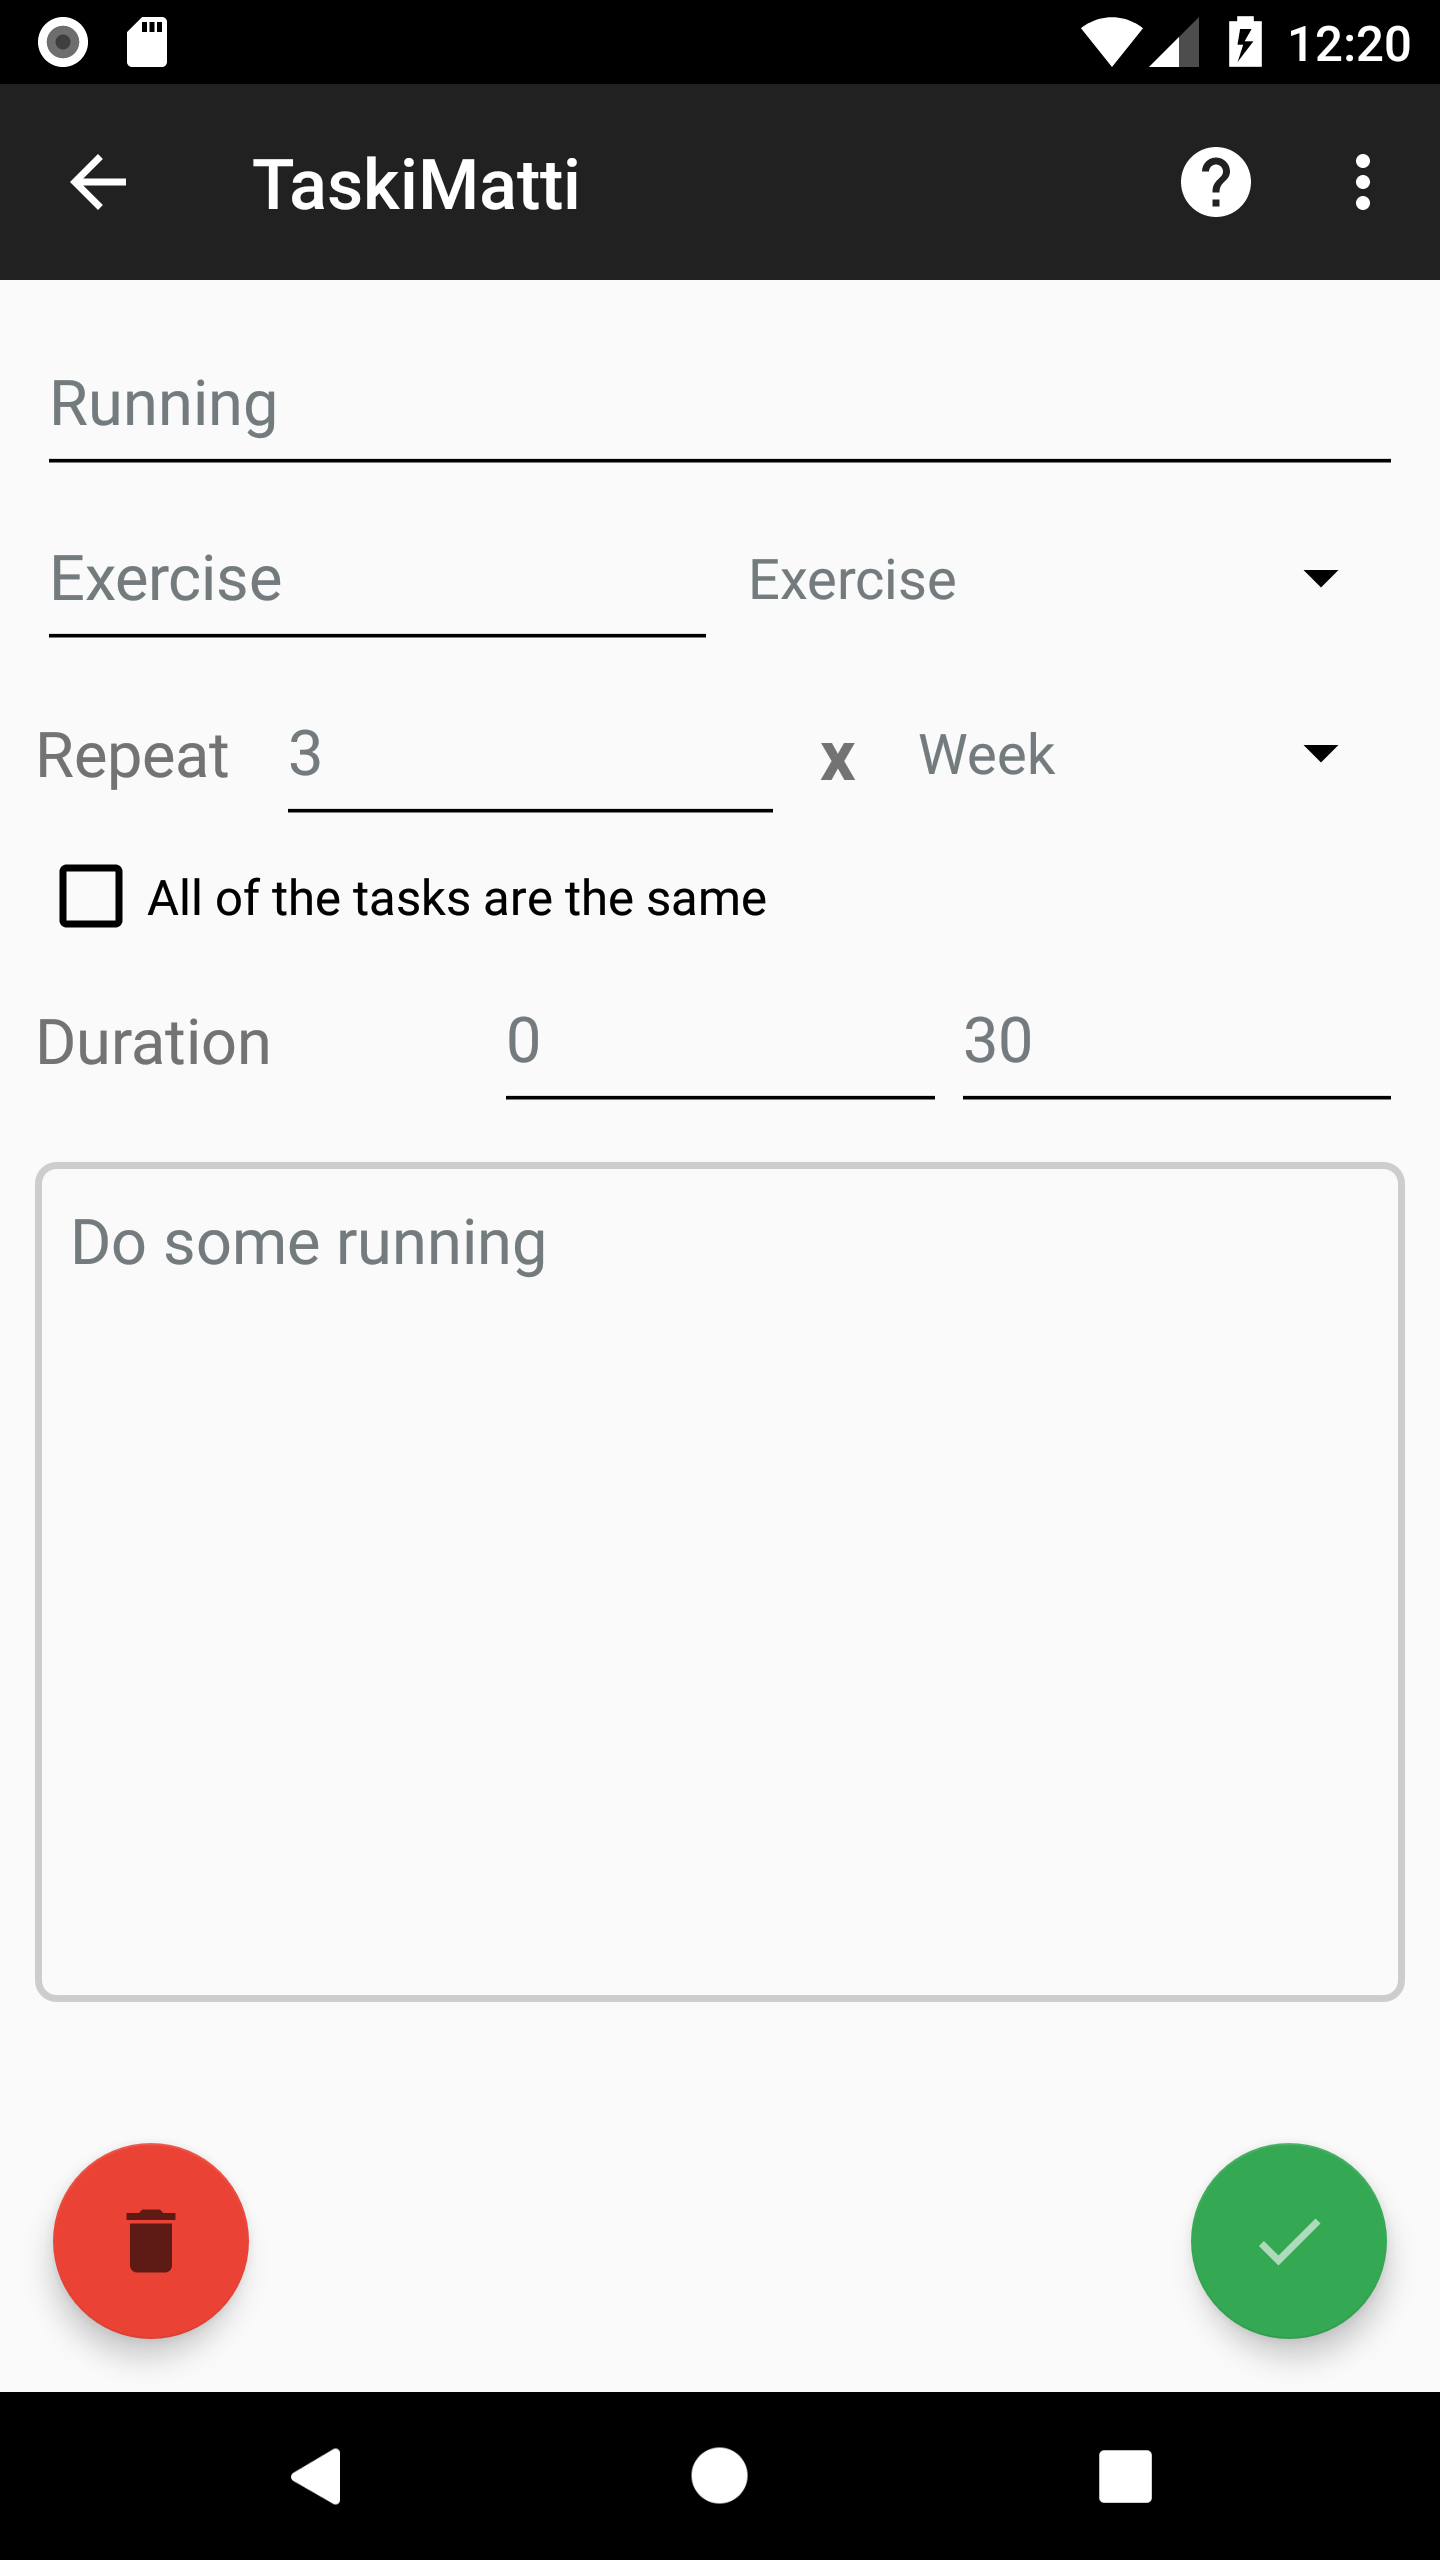 12:20
TaskiMatti
Running
Exercise Exercise
Repeat 3 x Week
All of the tasks are the same
Duration 0 30
Do some running